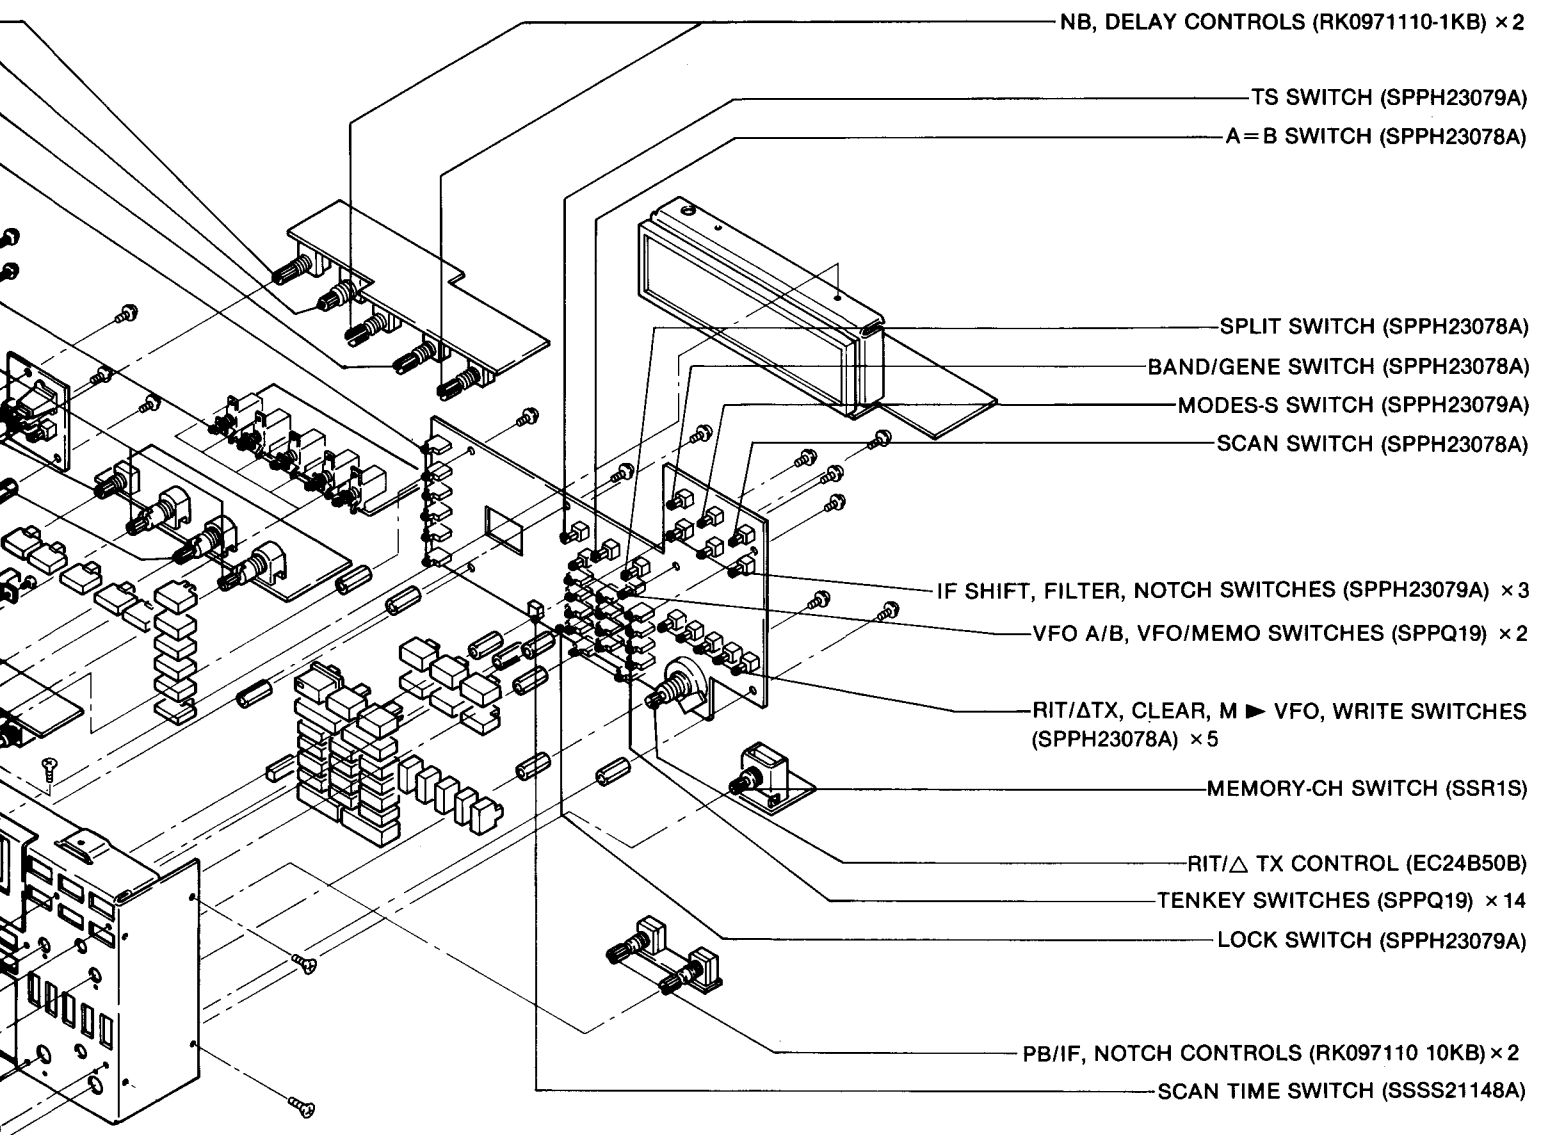 NB, DELAY CONTROLS (RK0971110-1KB) ×2
TS SWITCH (SPPH23079A)
A=B SWITCH (SPPH23078A)
SPLIT SWITCH (SPPH23078A)
BAND/GENE SWITCH (SPPH23078A)
MODES-S SWITCH (SPPH23079A)
SCAN SWITCH (SPPH23078A)
IF SHIFT, FILTER, NOTCH SWITCHES (SPPH23079A) ×3
VFO A/B, VFO/MEMO SWITCHES (SPPQ19) ×2
RIT/ΔTX, CLEAR, M ► VFO, WRITE SWITCHES
(SPPH23078A) ×5
MEMORY-CH SWITCH (SSR1S)
RIT/△ TX CONTROL (EC24B50B)
TENKEY SWITCHES (SPPQ19) ×14
LOCK SWITCH (SPPH23079A)
PB/IF, NOTCH CONTROLS (RK097110 10KB)×2
SCAN TIME SWITCH (SSSS21148A)